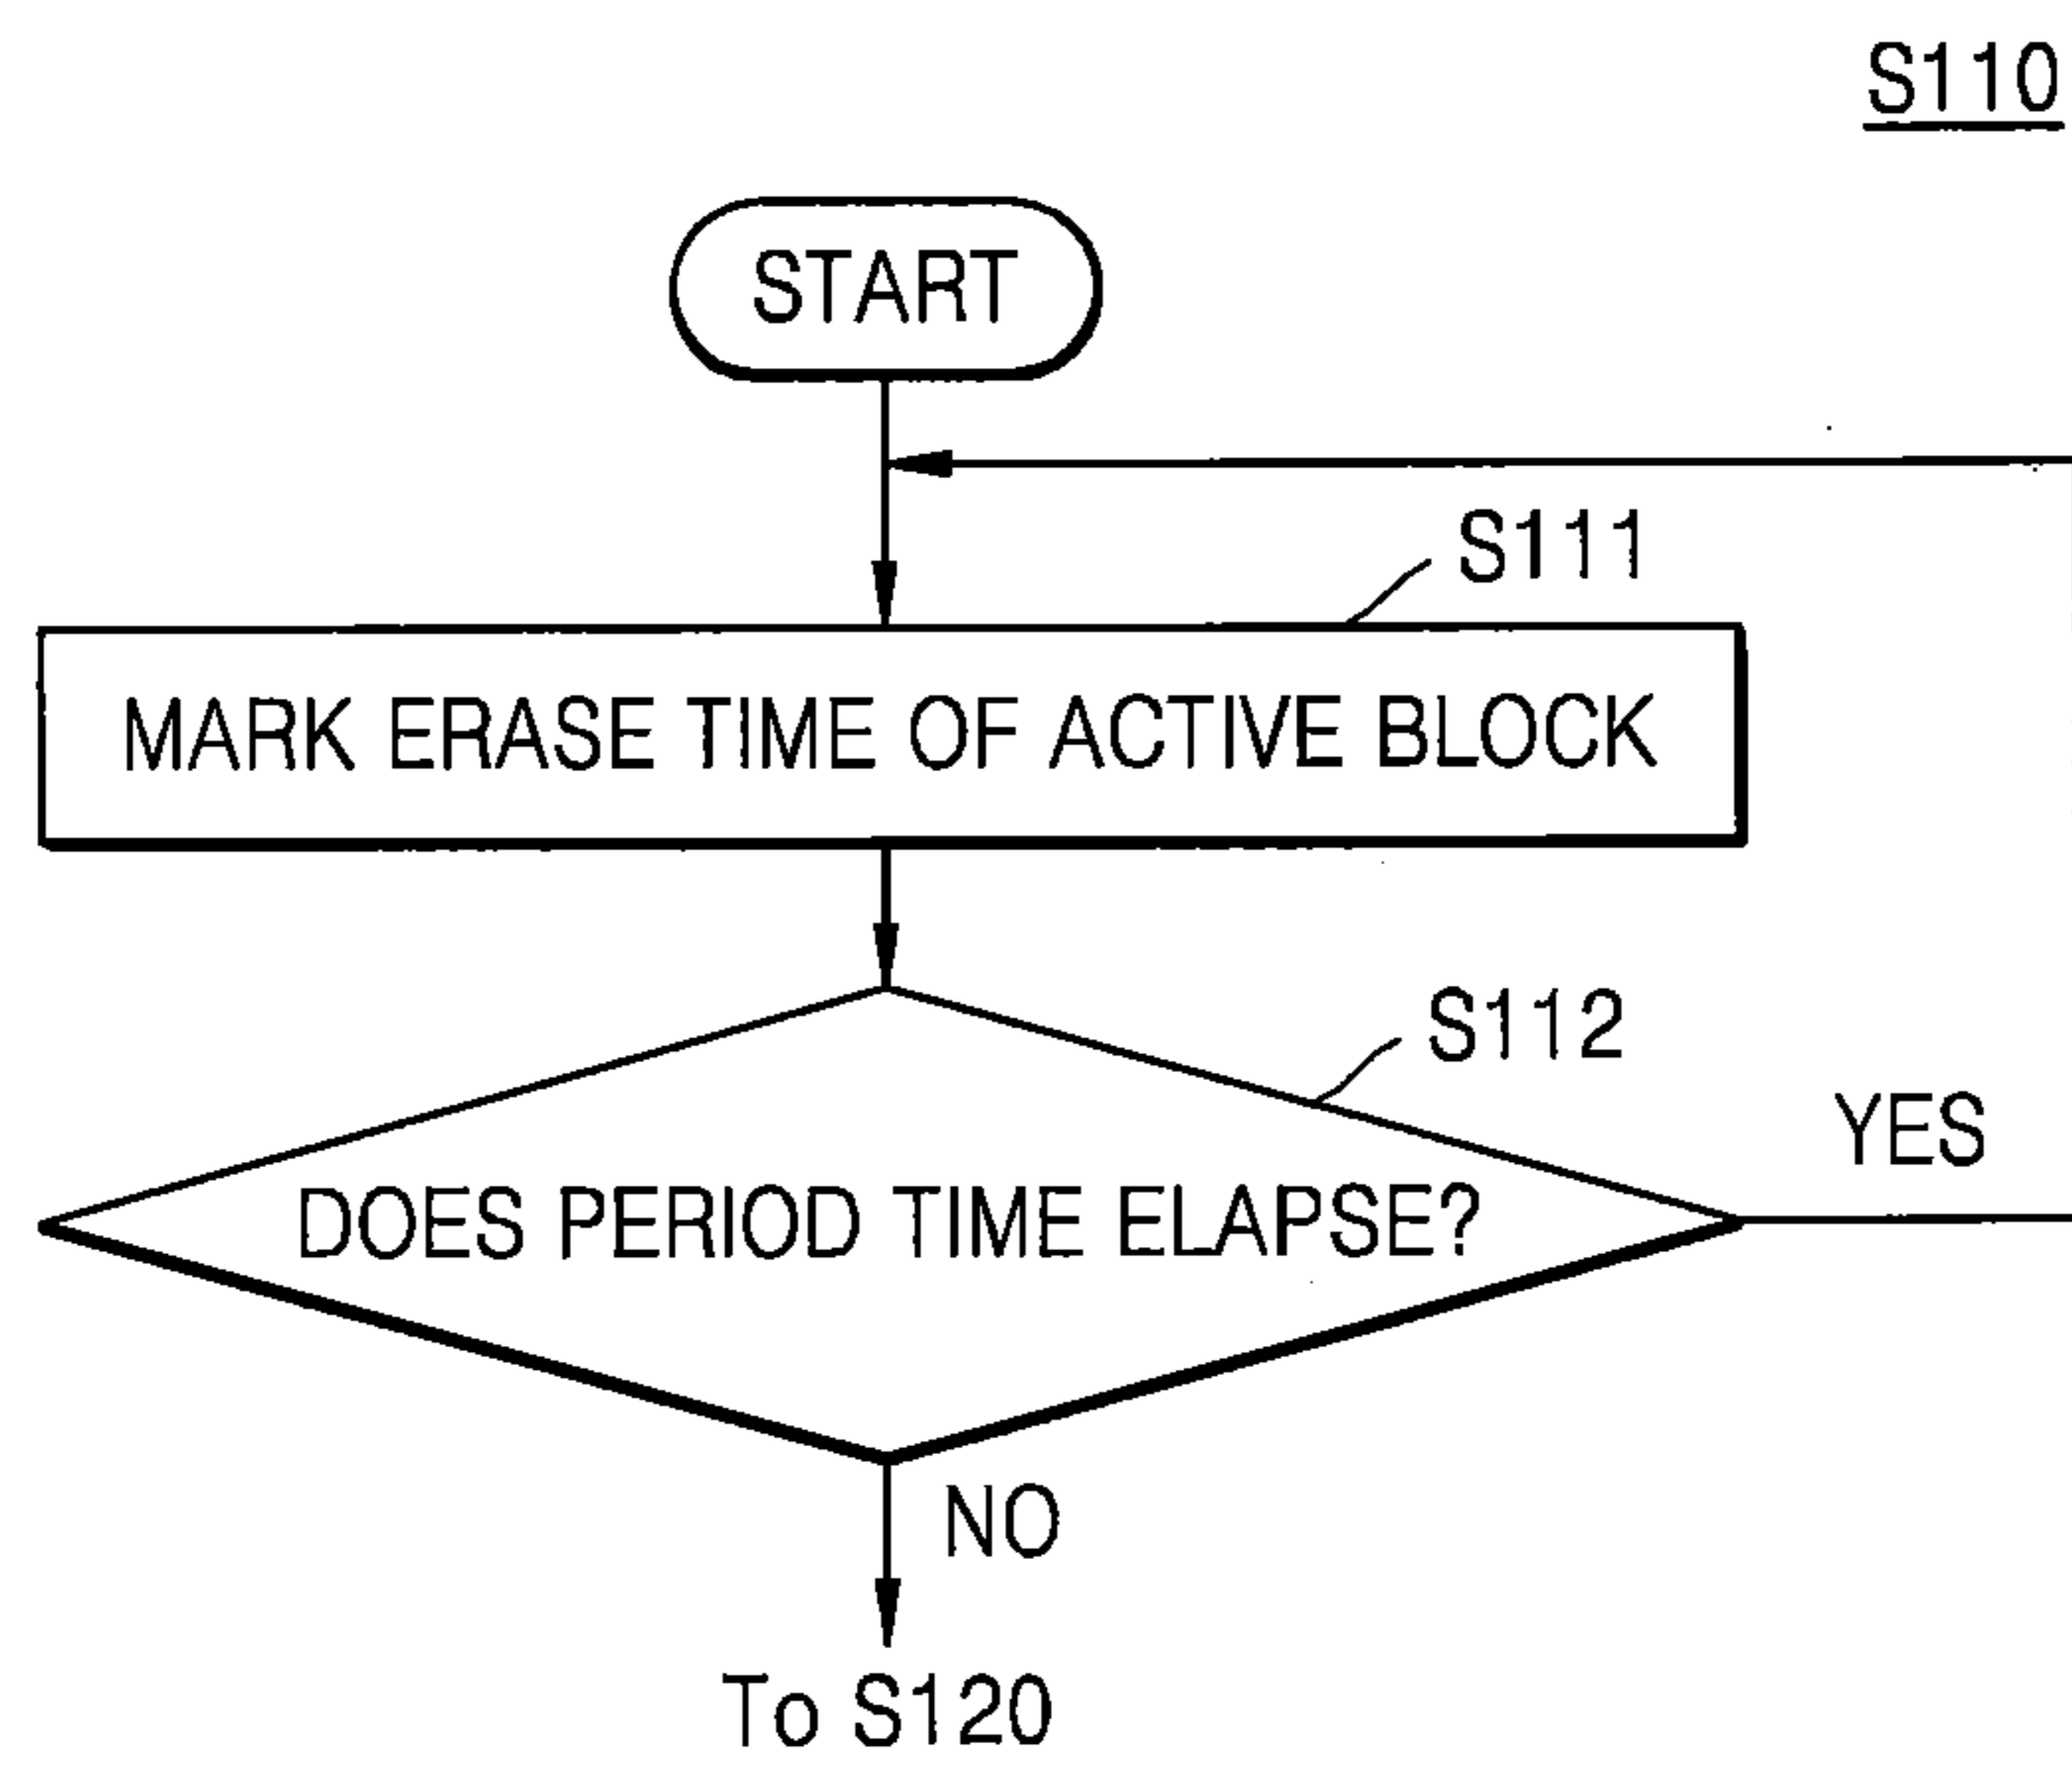 S110
START
S111
MARK ERASE TIME OF ACTIVE BLOCK
S112
YES
DOES PERIOD TIME ELAPSE?
NO
To S120